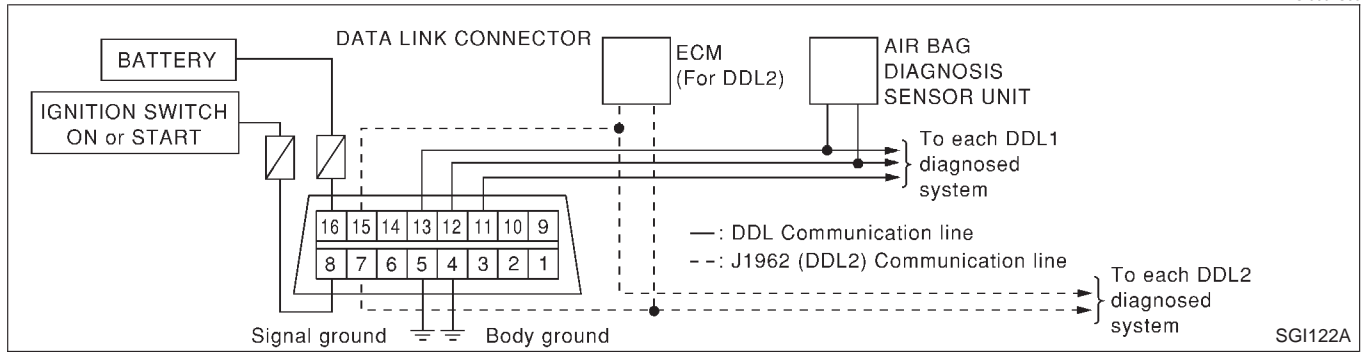 DATA LINK CONNECTOR
BATTERY
IGNITION SWITCH
ON or START
ECM
(For DDL2)
AIR BAG
DIAGNOSIS
SENSOR UNIT
To each DDL1
diagnosed
system
16 15 14 13 12 11 10 9
8 7 6 5 4 3 2 1
—: DDL Communication line
--: J1962 (DDL2) Communication line
To each DDL2
diagnosed
system
Signal ground
Body ground
SGI122A